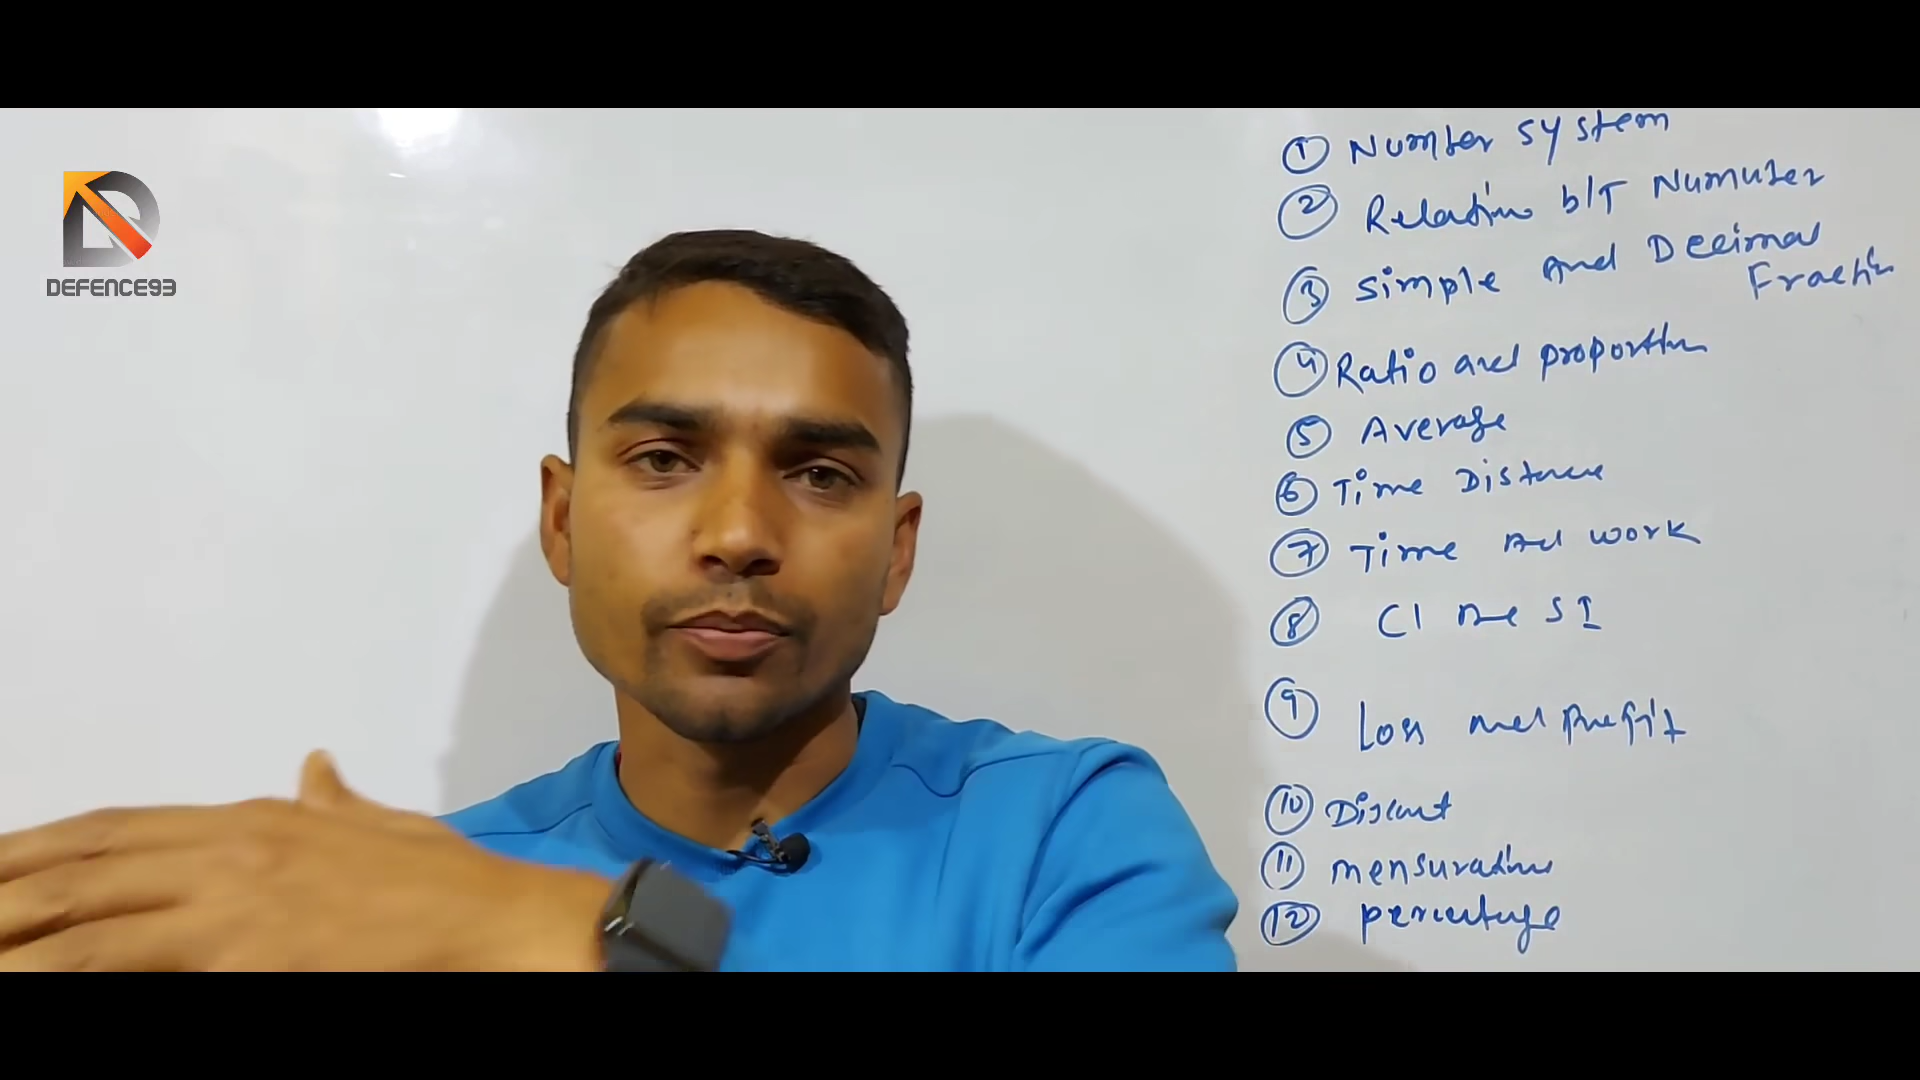 DEFENCE93
① Number system
② Relation b/T Number
③ Simple and Decimal
Fraction
④ Ratio and proportion
⑤ Average
⑥ Time Distance
⑦ Time And work
⑧ CI and SI
⑨ Loss and profit
⑩ Discount
⑪ mensuration
⑫ percentage